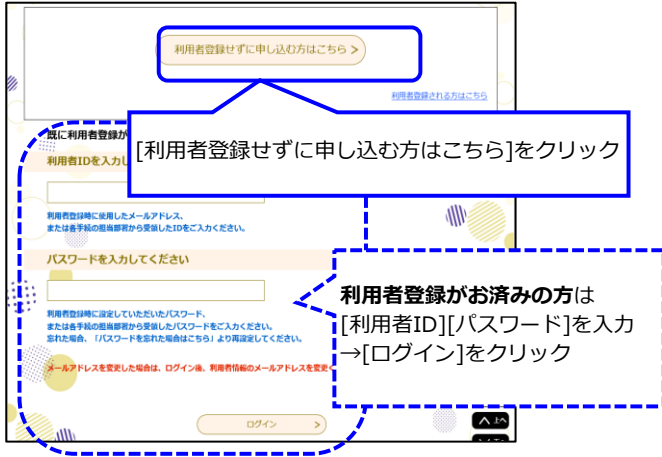 利用者登録せずに申し込む方はこちら >
利用者登録される方はこちら
既に利用者登録が
[利用者登録せずに申し込む方はこちら]をクリック
利用者IDを入力し
利用者登録時に使用したメールアドレス、
または各手続の担当部署から受領したIDをご入力ください。
パスワードを入力してください
利用者登録時に設定していただいたパスワード、
または各手続の担当部署から受領したパスワードをご入力ください。
忘れた場合、「パスワードを忘れた場合はこちら」より再設定してください。
メールアドレスを変更した場合は、ログイン後、利用者情報のメールアドレスを変更
利用者登録がお済みの方は
[利用者ID][パスワード]を入力
→[ログイン]をクリック
ログイン >
上へ